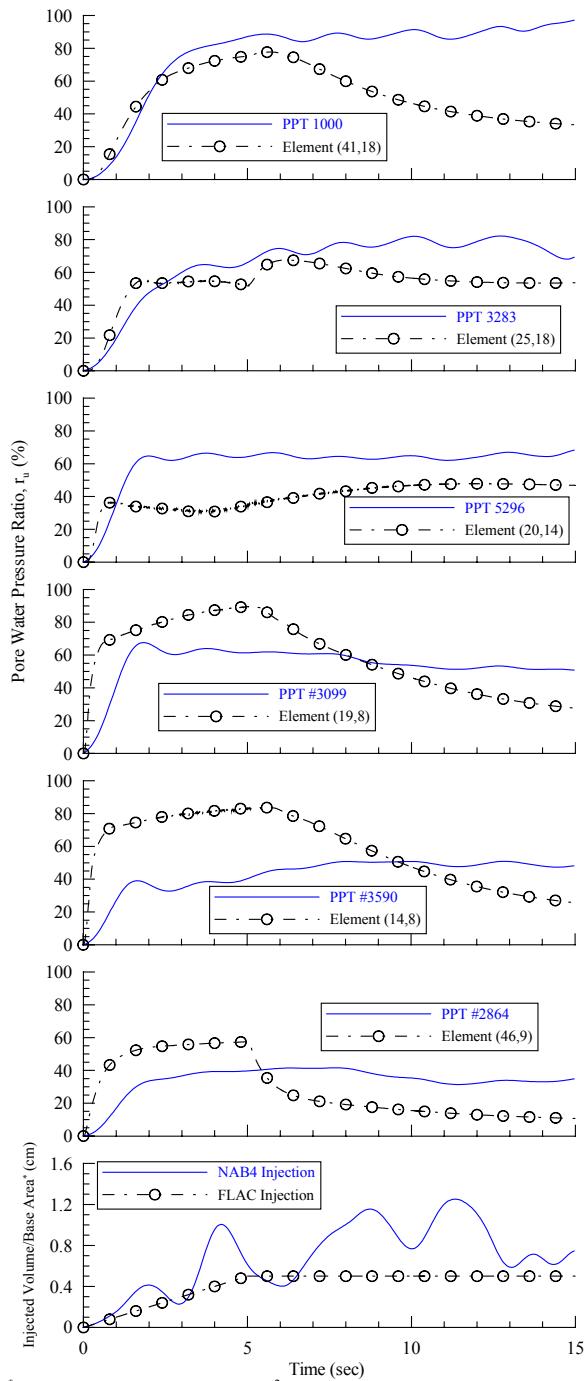 100
80
60
40
20
0
PPT 1000
Element (41,18)
100
80
60
40
20
0
PPT 3283
Element (25,18)
100
80
60
40
20
0
PPT 5296
Element (20,14)
Pore Water Pressure Ratio, r_u (%)
100
80
60
40
20
0
PPT #3099
Element (19,8)
100
80
60
40
20
0
PPT #3590
Element (14,8)
100
80
60
40
20
0
PPT #2864
Element (46,9)
Injected Volume/Base Area* (cm)
1.6
1.2
0.8
0.4
0
NAB4 Injection
FLAC Injection
0 5 10 15
Time (sec)